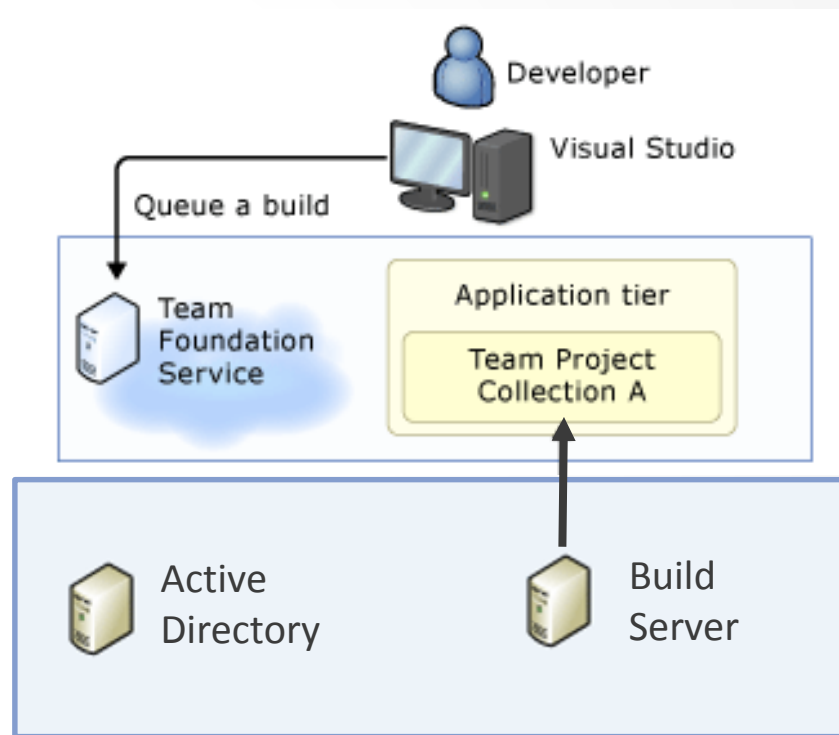 Developer
Visual Studio
Queue a build
Team
Foundation
Service
Application tier
Team Project
Collection A
Active
Directory
Build
Server